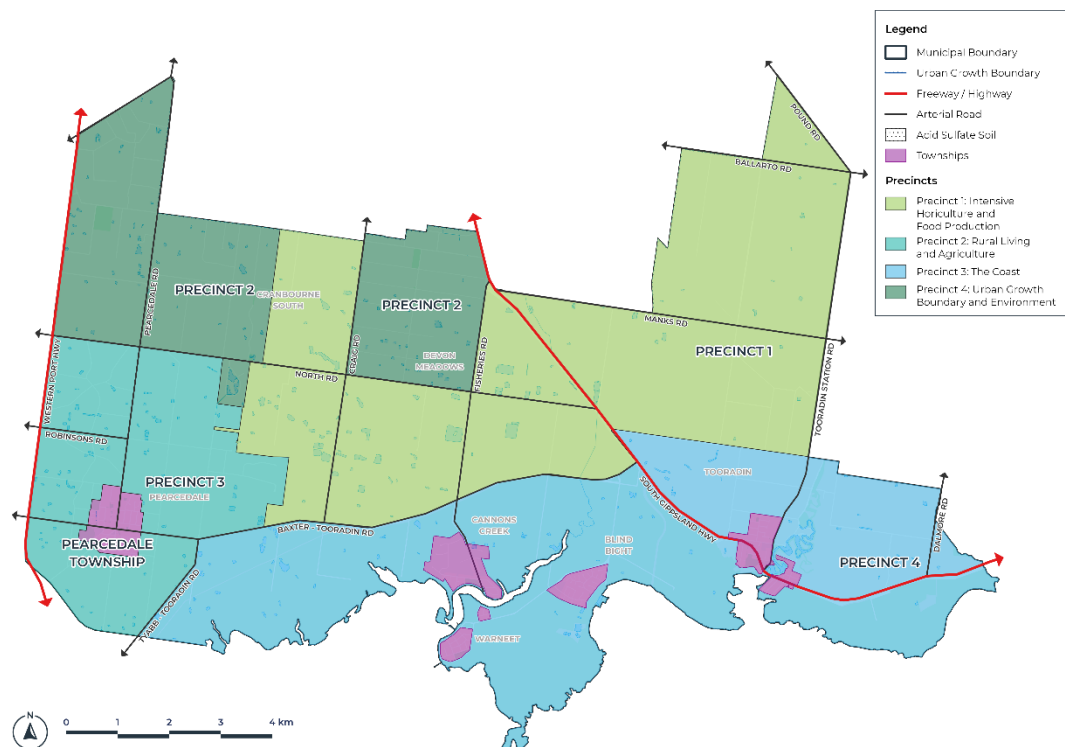 Legend
Municipal Boundary
Urban Growth Boundary
Freeway / Highway
Arterial Road
Acid Sulfate Soil
Townships
Precincts
Precinct 1: Intensive
Horiculture and
Food Production
Precinct 2: Rural Living
and Agriculture
Precinct 3: The Coast
Precinct 4: Urban Growth
Boundary and Environment
POUND RD
BALLARTO RD
PEARCEDALE RD
PRECINCT 2
CRANBOURNE
SOUTH
PRECINCT 2
MANKS RD
WESTERN PORT HWY
CRAIG RD
DEVON
MEADOWS
FISHERIES RD
PRECINCT 1
TOORADIN STATION RD
NORTH RD
ROBINSONS RD
PRECINCT 3
PEARCEDALE
TOORADIN
SOUTH GIPPSLAND HWY
DALMORE RD
BAXTER - TOORADIN RD
CANNONS
CREEK
PEARCEDALE
TOWNSHIP
BLIND
BIGHT
PRECINCT 4
YABB - TOORADIN RD
WARNEET
N
0 1 2 3 4 km